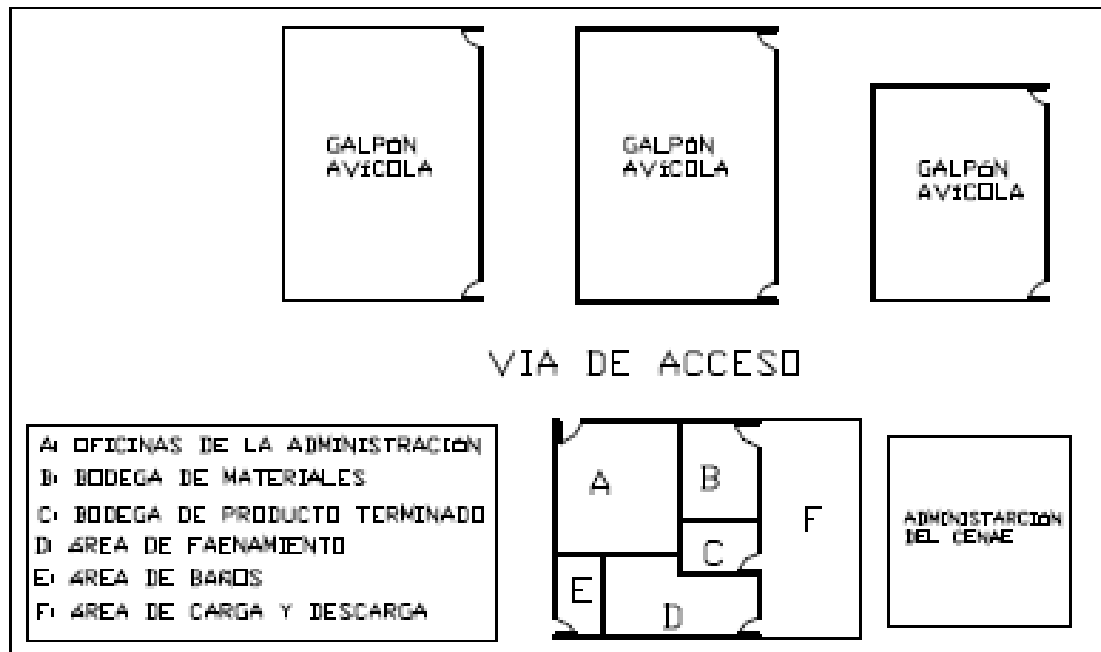 GALPÓN
AVÍCOLA
GALPÓN
AVÍCOLA
GALPÓN
AVÍCOLA
VIA DE ACCESO
A: OFICINAS DE LA ADMINISTRACIÓN
B: BODEGA DE MATERIALES
C: BODEGA DE PRODUCTO TERMINADO
D: ÁREA DE FAENAMIENTO
E: ÁREA DE BAÑOS
F: ÁREA DE CARGA Y DESCARGA
A
B
C
D
E
F
ADMINISTARCIÓN
DEL CENAE